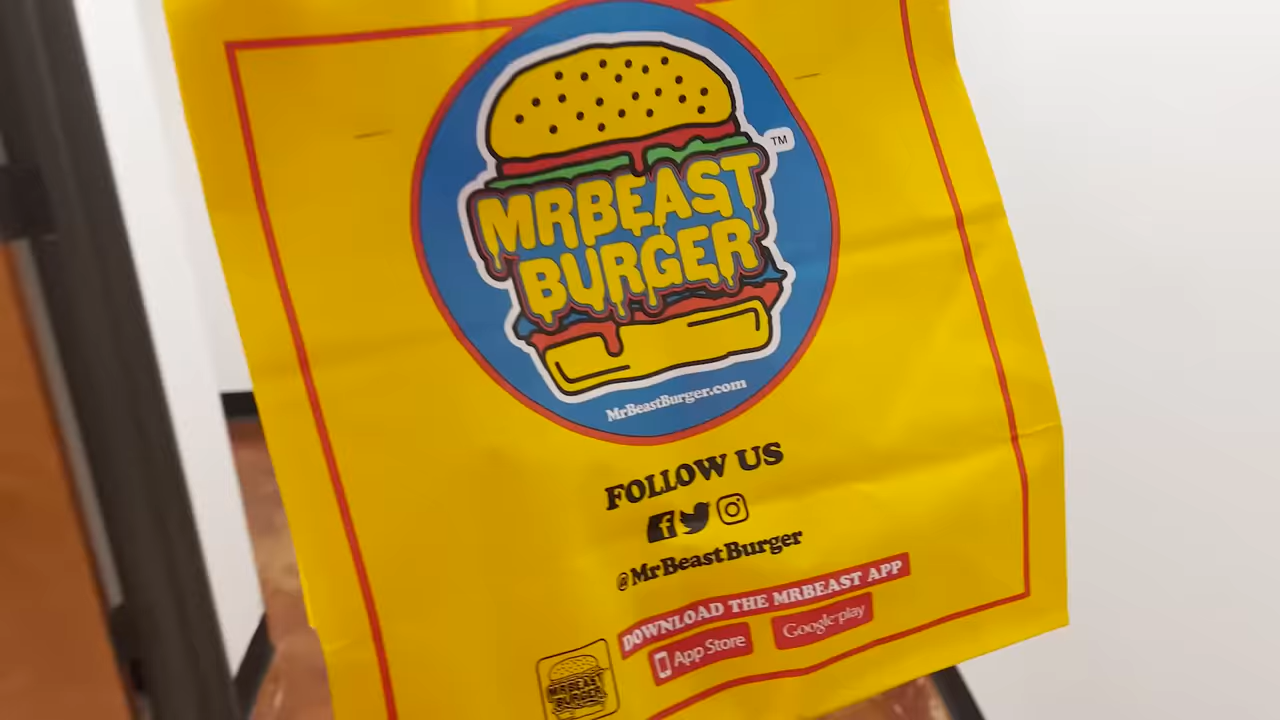 MRBEAST
BURGER
TM
MrBeastBurger.com
FOLLOW US
@MrBeastBurger
DOWNLOAD THE MRBEAST APP
App Store
Google play
MRBEAST
BURGER